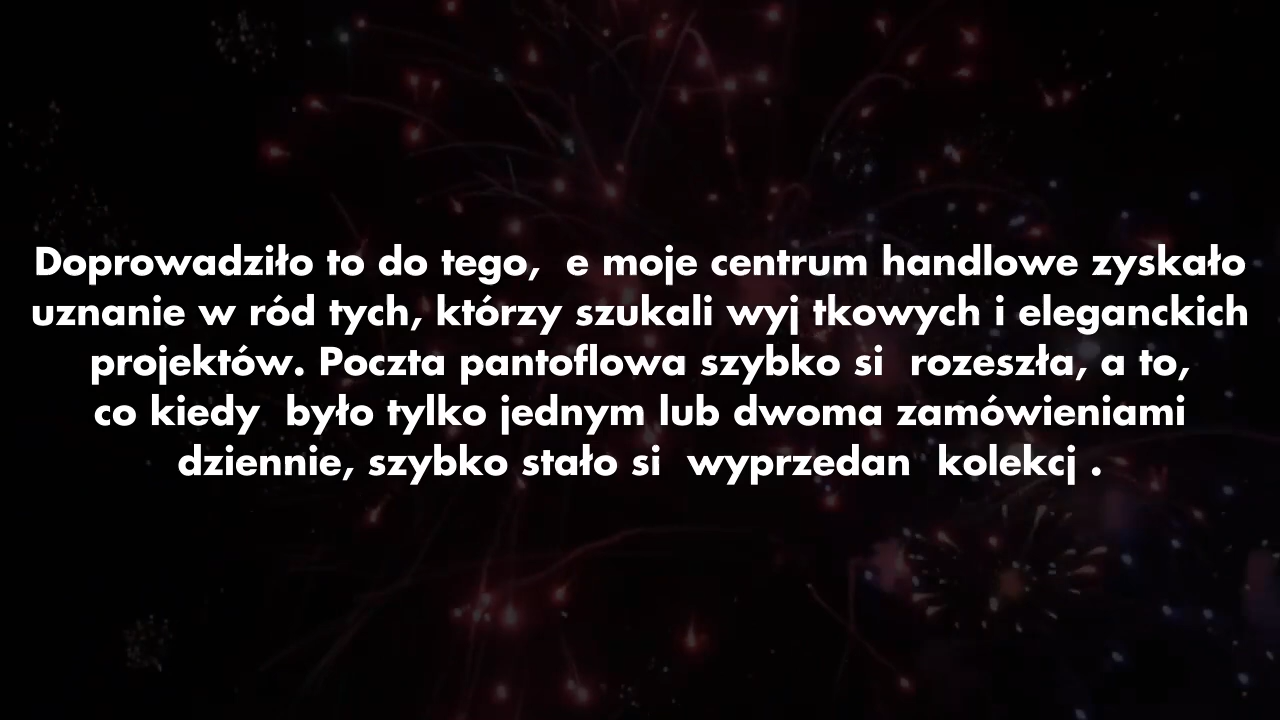 Doprowadziło to do tego,  e moje centrum handlowe zyskało
uznanie w ród tych, którzy szukali wyj tkowych i eleganckich
projektów. Poczta pantoflowa szybko si  rozeszła, a to,
co kiedy  było tylko jednym lub dwoma zamówieniami
dziennie, szybko stało si  wyprzedan  kolekcj .